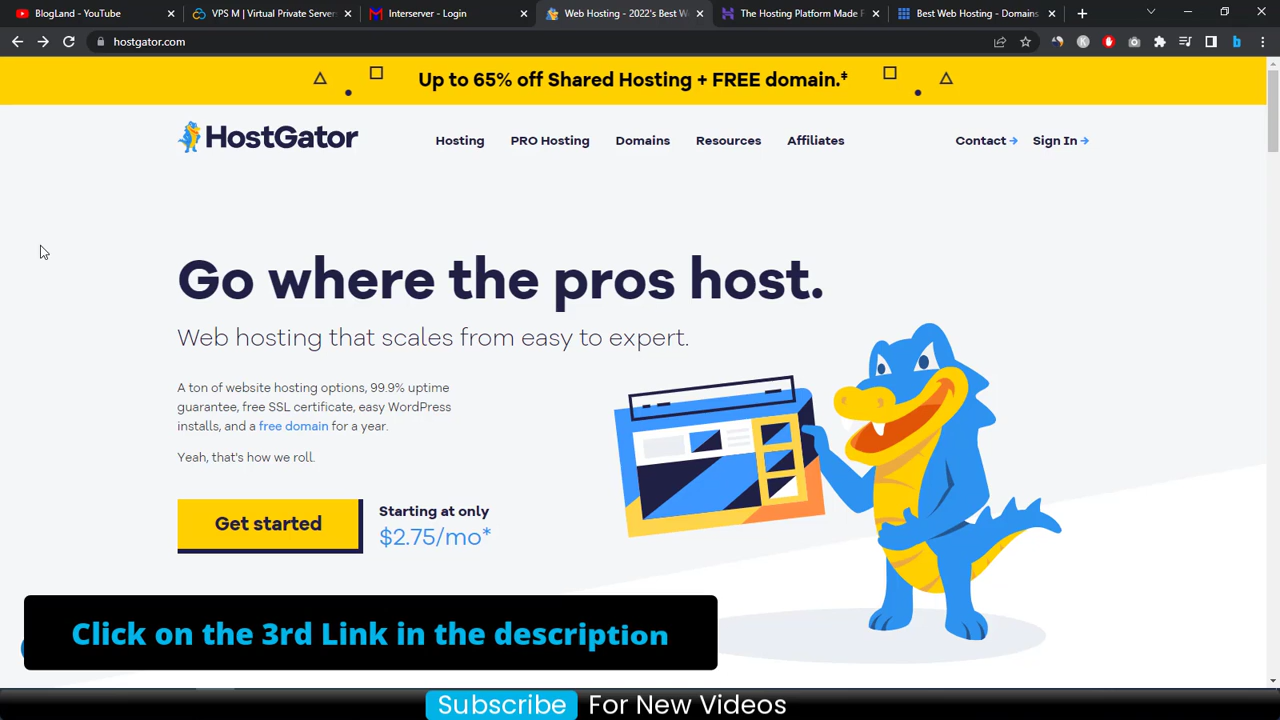 BlogLand - YouTube
VPS M | Virtual Private Server
Interserver - Login
Web Hosting - 2022's Best W
The Hosting Platform Made F
Best Web Hosting - Domains
hostgator.com
Up to 65% off Shared Hosting + FREE domain.‡
HostGator
Hosting
PRO Hosting
Domains
Resources
Affiliates
Contact
Sign In
Go where the pros host.
Web hosting that scales from easy to expert.
A ton of website hosting options, 99.9% uptime
guarantee, free SSL certificate, easy WordPress
installs, and a free domain for a year.
Yeah, that's how we roll.
Get started
Starting at only
$2.75/mo*
Click on the 3rd Link in the description
Subscribe For New Videos